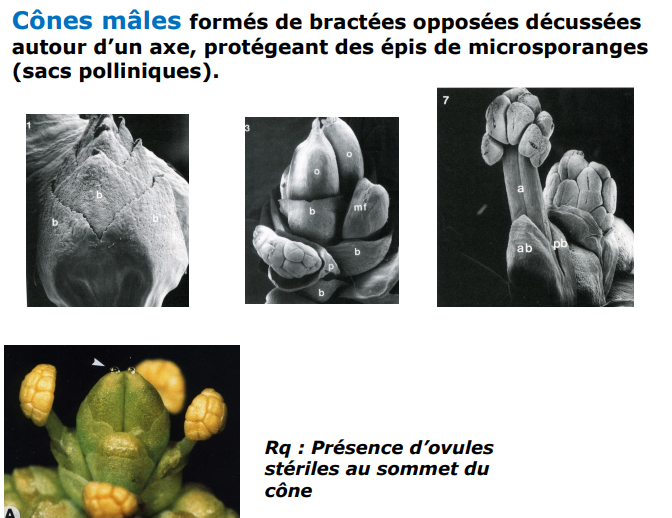 Cônes mâles formés de bractées opposées décussées
autour d’un axe, protégeant des épis de microsporanges
(sacs polliniques).
1
b
b
b
3
o
o
b
mf
b
p
b
7
a
ab
pb
Rq : Présence d’ovules
stériles au sommet du
cône
A